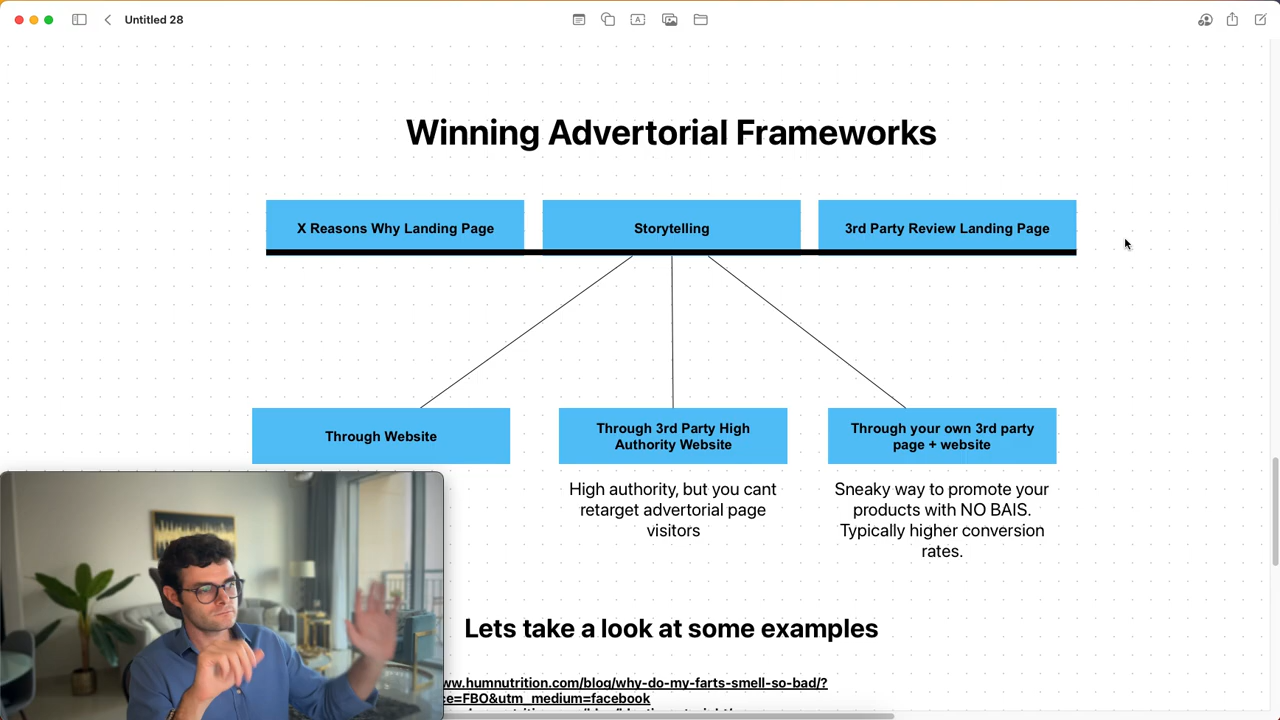 Untitled 28
Winning Advertorial Frameworks
X Reasons Why Landing Page
Storytelling
3rd Party Review Landing Page
Through Website
Through 3rd Party High
Authority Website
Through your own 3rd party
page + website
High authority, but you cant
retarget advertorial page
visitors
Sneaky way to promote your
products with NO BAIS.
Typically higher conversion
rates.
Lets take a look at some examples
ww.humnutrition.com/blog/why-do-my-farts-smell-so-bad/?
ce=FBO&utm_medium=facebook